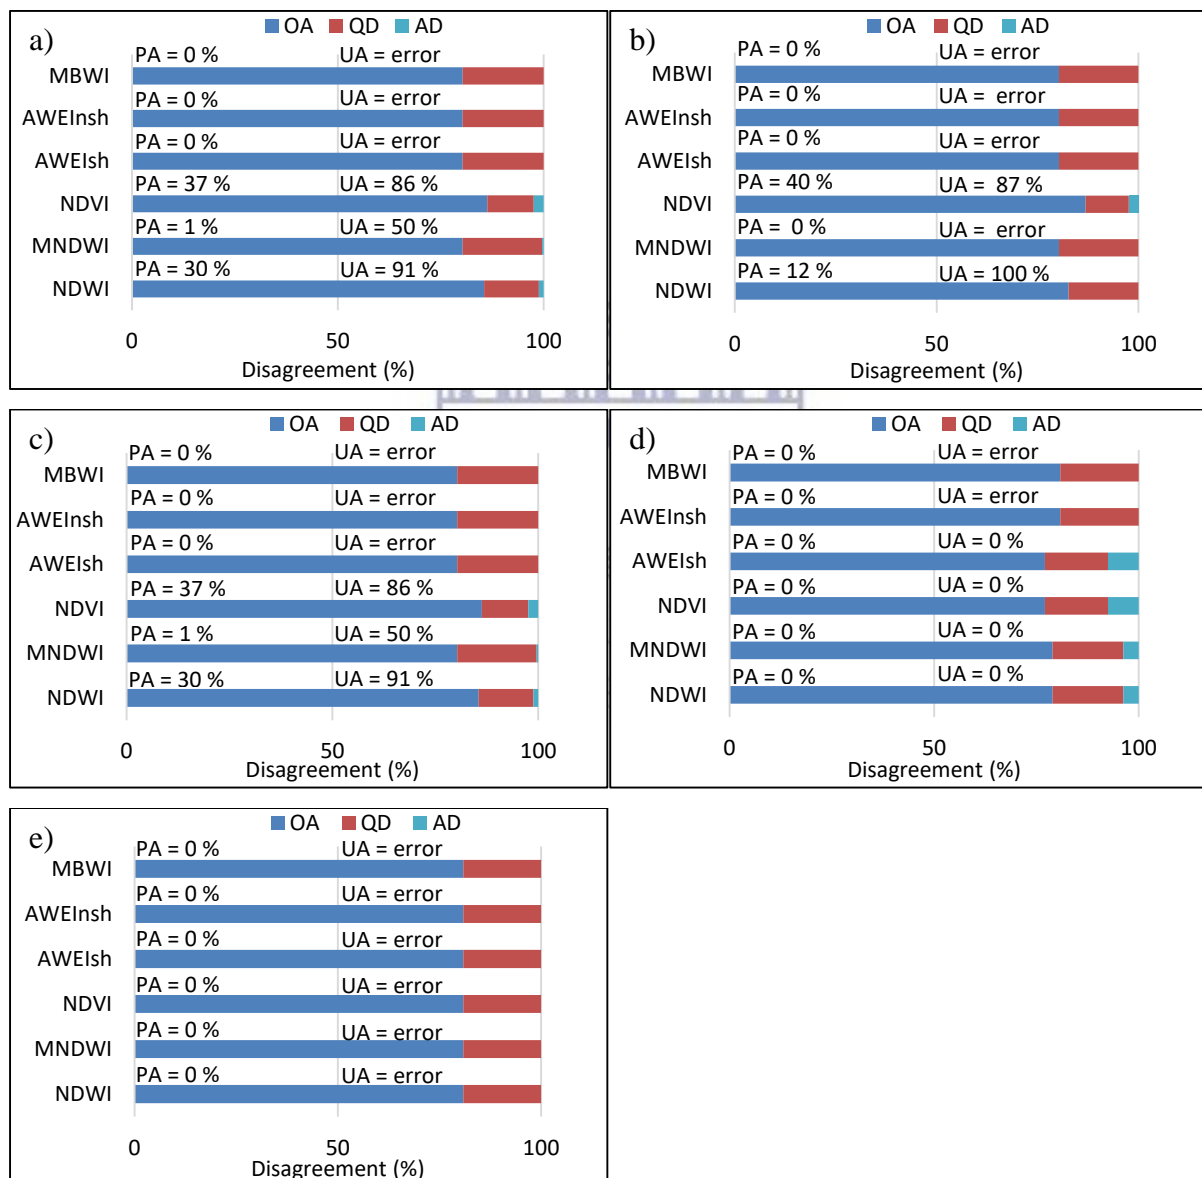 a)
OA QD AD
PA = 0 % UA = error
MBWI
PA = 0 % UA = error
AWEInsh
PA = 0 % UA = error
AWEIsh
PA = 37 % UA = 86 %
NDVI
PA = 1 % UA = 50 %
MNDWI
PA = 30 % UA = 91 %
NDWI
0 50 100
Disagreement (%)
b)
OA QD AD
PA = 0 % UA = error
MBWI
PA = 0 % UA = error
AWEInsh
PA = 0 % UA = error
AWEIsh
PA = 40 % UA = 87 %
NDVI
PA = 0 % UA = error
MNDWI
PA = 12 % UA = 100 %
NDWI
0 50 100
Disagreement (%)
c)
OA QD AD
PA = 0 % UA = error
MBWI
PA = 0 % UA = error
AWEInsh
PA = 0 % UA = error
AWEIsh
PA = 37 % UA = 86 %
NDVI
PA = 1 % UA = 50 %
MNDWI
PA = 30 % UA = 91 %
NDWI
0 50 100
Disagreement (%)
d)
OA QD AD
PA = 0 % UA = error
MBWI
PA = 0 % UA = error
AWEInsh
PA = 0 % UA = 0 %
AWEIsh
PA = 0 % UA = 0 %
NDVI
PA = 0 % UA = 0 %
MNDWI
PA = 0 % UA = 0 %
NDWI
0 50 100
Disagreement (%)
e)
OA QD AD
PA = 0 % UA = error
MBWI
PA = 0 % UA = error
AWEInsh
PA = 0 % UA = error
AWEIsh
PA = 0 % UA = error
NDVI
PA = 0 % UA = error
MNDWI
PA = 0 % UA = error
NDWI
0 50 100
Disagreement (%)